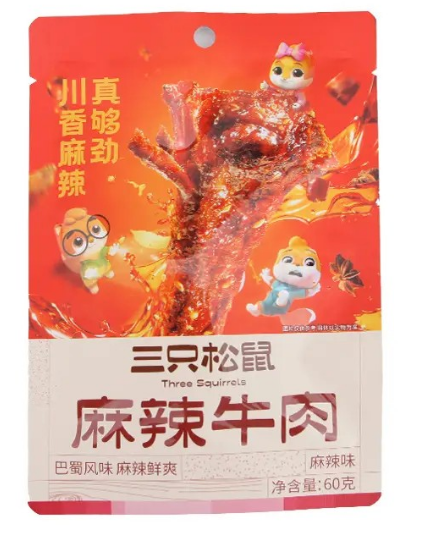 真够劲
川香麻辣
三只松鼠
Three Squirrels
麻辣牛肉
巴蜀风味 麻辣鲜爽
麻辣味
净含量:60克